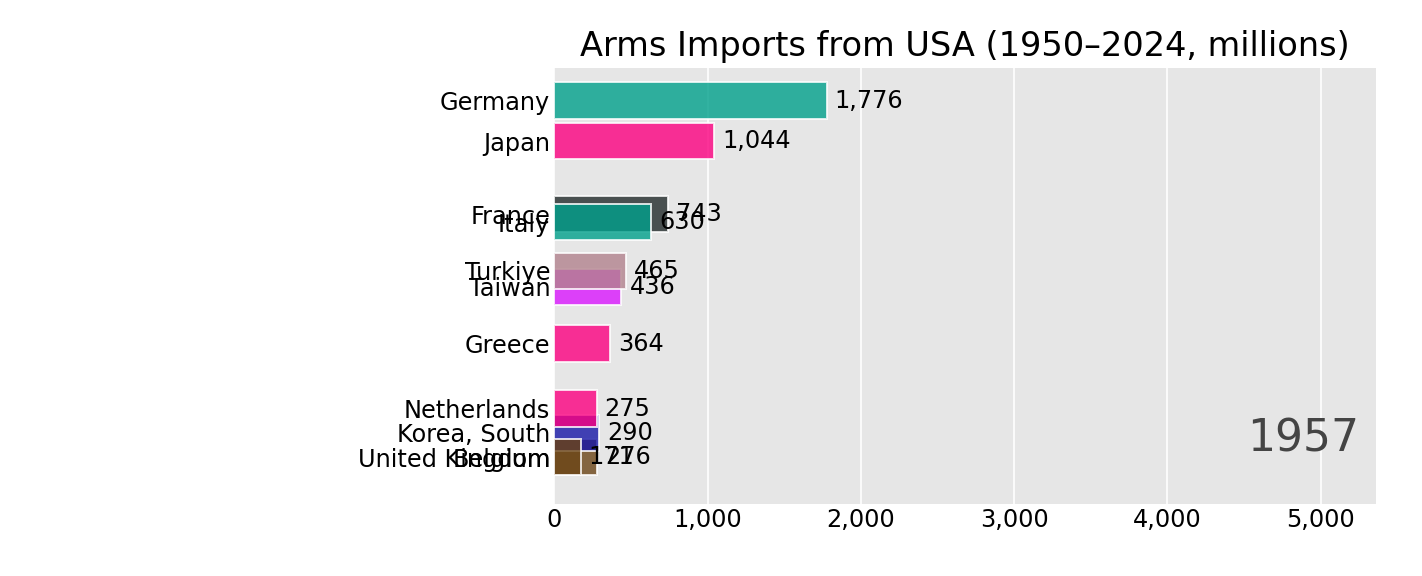 Arms Imports from USA (1950–2024, millions)
Germany 1,776
Japan 1,044
France 743
Italy 630
Turkiye 465
Taiwan 436
Greece 364
Netherlands 275
Korea, South 290
United Kingdom
Belgium
1957
0 1,000 2,000 3,000 4,000 5,000